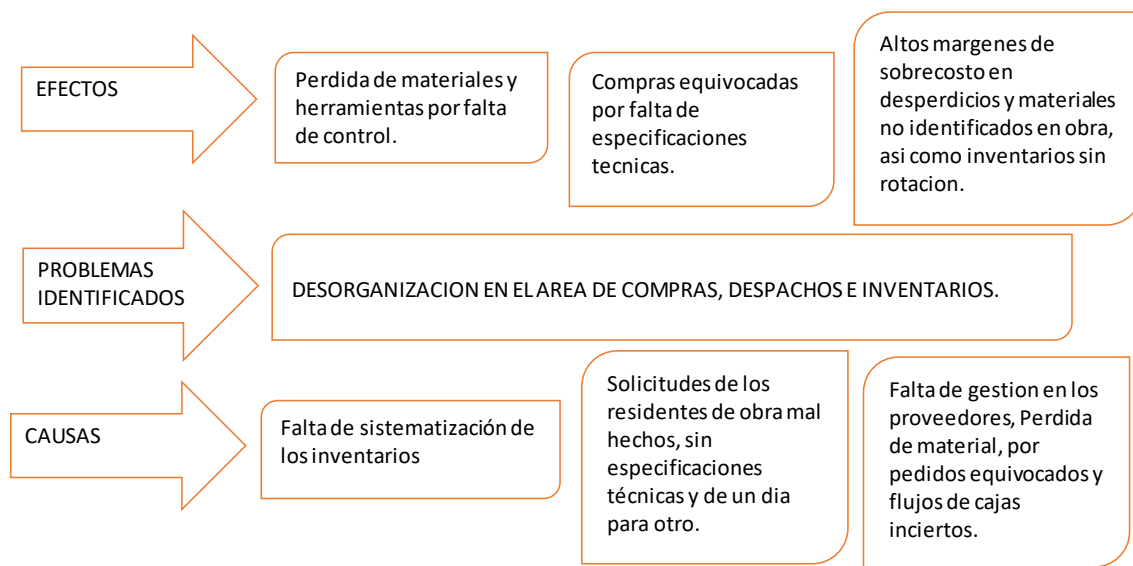 EFECTOS
Perdida de materiales y
herramientas por falta
de control.
Compras equivocadas
por falta de
especificaciones
tecnicas.
Altos margenes de
sobrecosto en
desperdicios y materiales
no identificados en obra,
asi como inventarios sin
rotacion.
PROBLEMAS
IDENTIFICADOS
DESORGANIZACION EN EL AREA DE COMPRAS, DESPACHOS E INVENTARIOS.
CAUSAS
Falta de sistematización de
los inventarios
Solicitudes de los
residentes de obra mal
hechos, sin
especificaciones
técnicas y de un dia
para otro.
Falta de gestion en los
proveedores, Perdida
de material, por
pedidos equivocados y
flujos de cajas
inciertos.